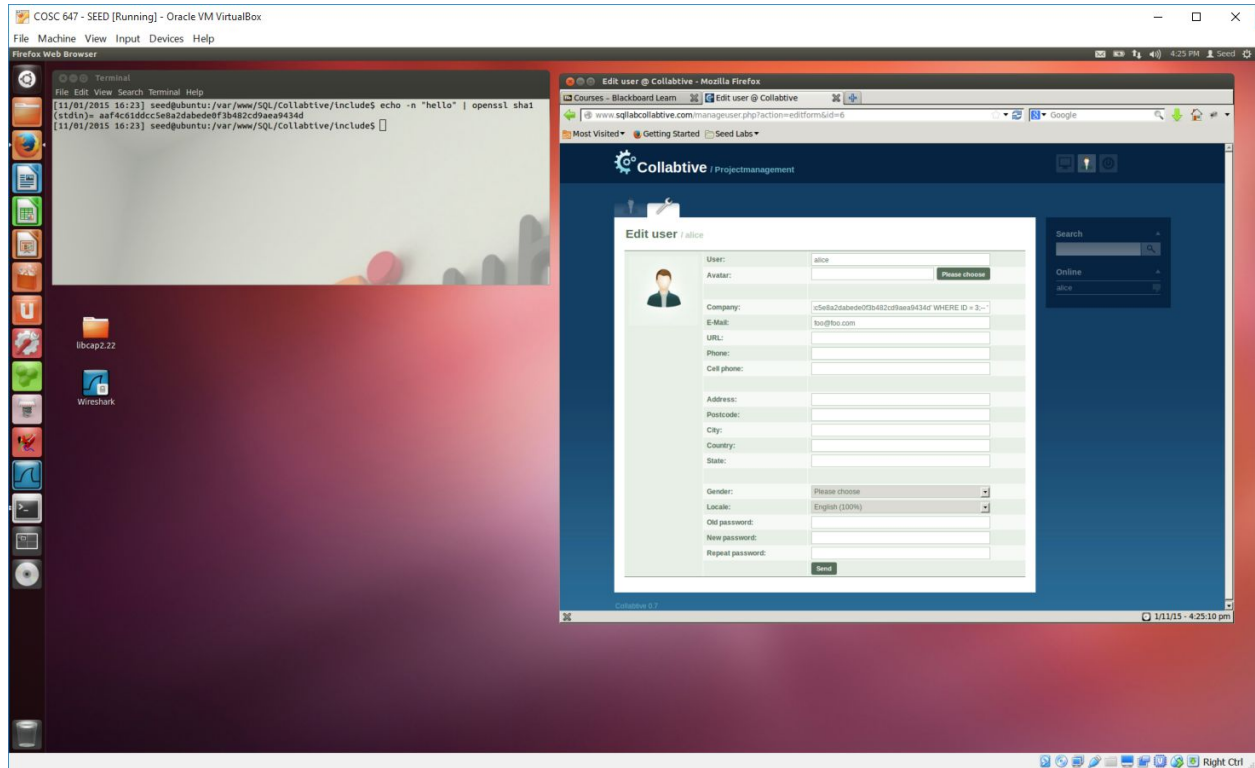 COSC 647 - SEED [Running] - Oracle VM VirtualBox
File Machine View Input Devices Help
Firefox Web Browser
4:25 PM Seed
Terminal
File Edit View Search Terminal Help
[11/01/2015 16:23] seed@ubuntu:/var/www/SQL/Collabtive/include$ echo -n "hello" | openssl sha1
(stdin)= aaf4c61ddcc5e8a2dabede0f3b482cd9aea9434d
[11/01/2015 16:23] seed@ubuntu:/var/www/SQL/Collabtive/include$
libcap2.22
Wireshark
Edit user @ Collabtive - Mozilla Firefox
Courses - Blackboard Learn
Edit user @ Collabtive
www.sqllabcollabtive.com/manageuser.php?action=editform&id=6
Google
Most Visited
Getting Started
Seed Labs
Collabtive / Projectmanagement
Edit user / alice
User: alice
Avatar: Please choose
Company: c5e8a2dabede0f3b482cd9aea9434d' WHERE ID = 3;-- '
E-Mail: foo@foo.com
URL:
Phone:
Cell phone:
Address:
Postcode:
City:
Country:
State:
Gender: Please choose
Locale: English (100%)
Old password:
New password:
Repeat password:
Send
Search
Online
alice
Collabtive 0.7
1/11/15 - 4:25:10 pm
Right Ctrl